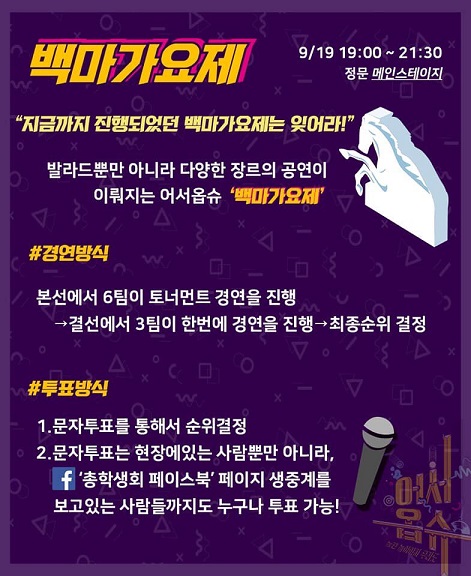 백마가요제
9/19 19:00 ~ 21:30
정문 메인스테이지
“지금까지 진행되었던 백마가요제는 잊어라!”
발라드뿐만 아니라 다양한 장르의 공연이
이뤄지는 어서옵슈 ‘백마가요제’
#경연방식
본선에서 6팀이 토너먼트 경연을 진행
→결선에서 3팀이 한번에 경연을 진행→최종순위 결정
#투표방식
1.문자투표를 통해서 순위결정
2.문자투표는 현장에있는 사람뿐만 아니라,
f ‘총학생회 페이스북’ 페이지 생중계를
보고있는 사람들까지도 누구나 투표 가능!
어서
옵슈